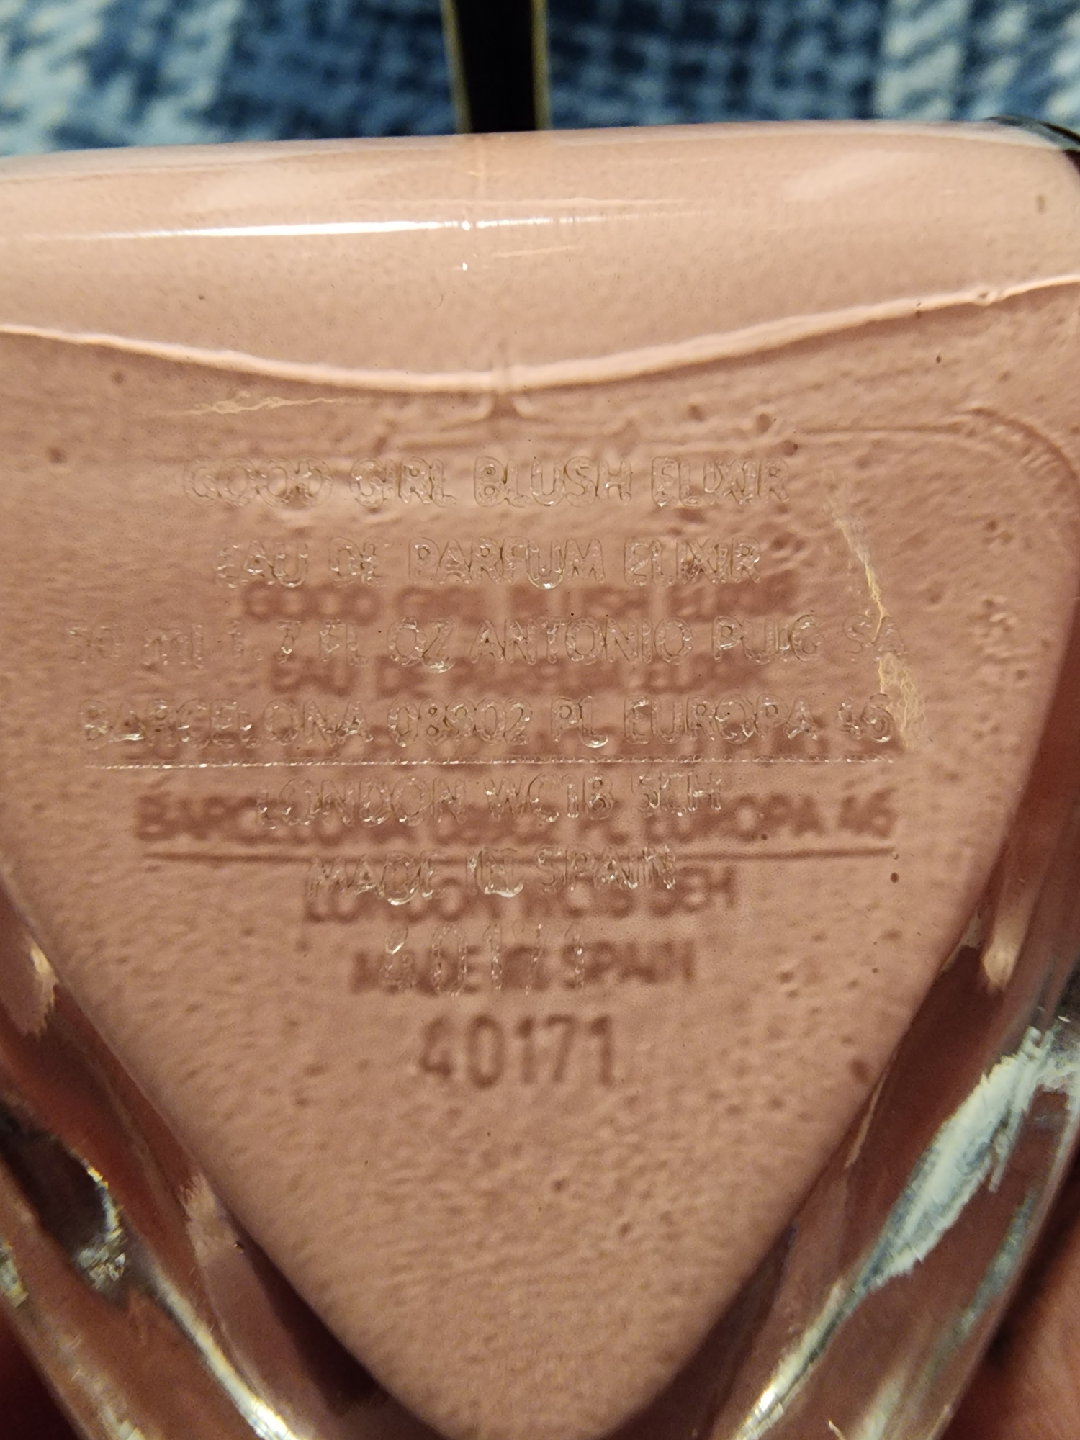 GOOD GIRL BLUSH ELIXIR
EAU DE PARFUM ELIXIR
50 ml 1.7 FL OZ ANTONIO PUIG SA
BARCELONA 08902 PL EUROPA 46
LONDON WC1B 5EH
MADE IN SPAIN
40171